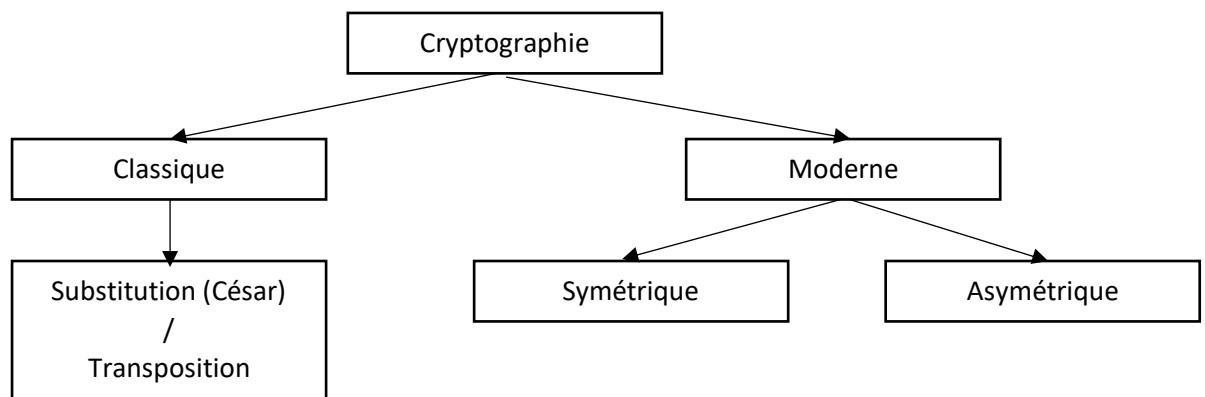 Cryptographie
Classique
Moderne
Substitution (César)
/
Transposition
Symétrique
Asymétrique